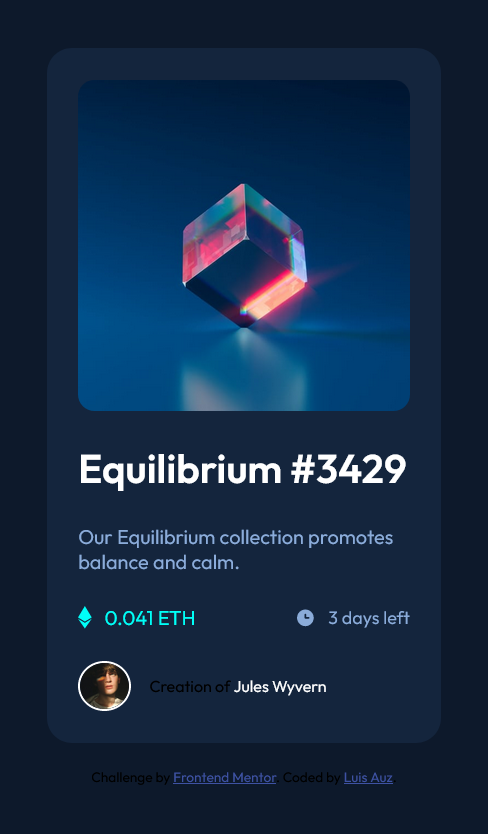 Equilibrium #3429
Our Equilibrium collection promotes
balance and calm.
0.041 ETH
3 days left
Creation of Jules Wyvern
Challenge by Frontend Mentor. Coded by Luis Auz.